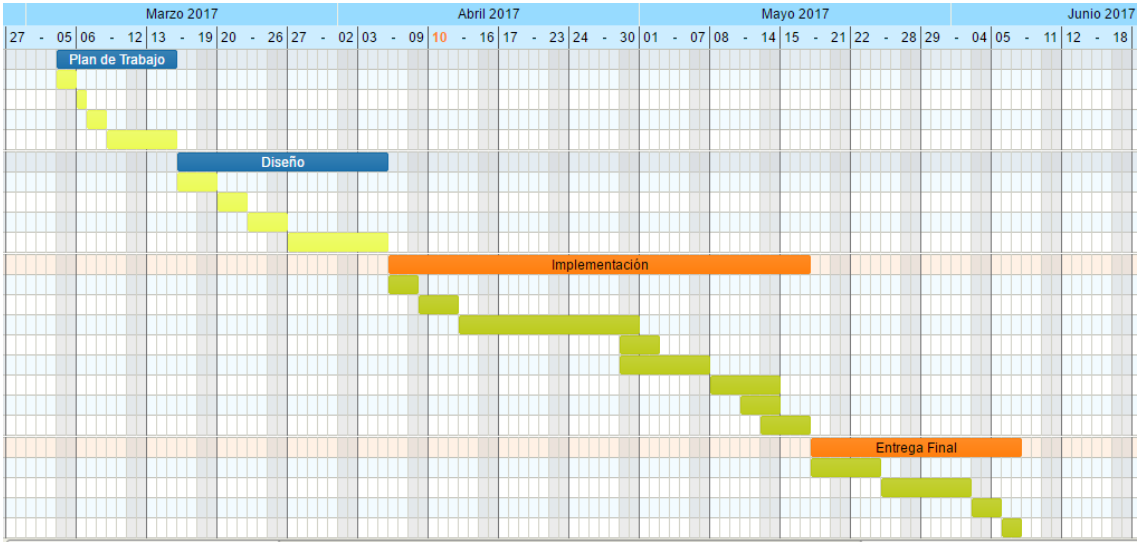 Marzo 2017 Abril 2017 Mayo 2017 Junio 2017
27 - 05 06 - 12 13 - 19 20 - 26 27 - 02 03 - 09 10 - 16 17 - 23 24 - 30 01 - 07 08 - 14 15 - 21 22 - 28 29 - 04 05 - 11 12 - 18
Plan de Trabajo
Diseño
Implementación
Entrega Final